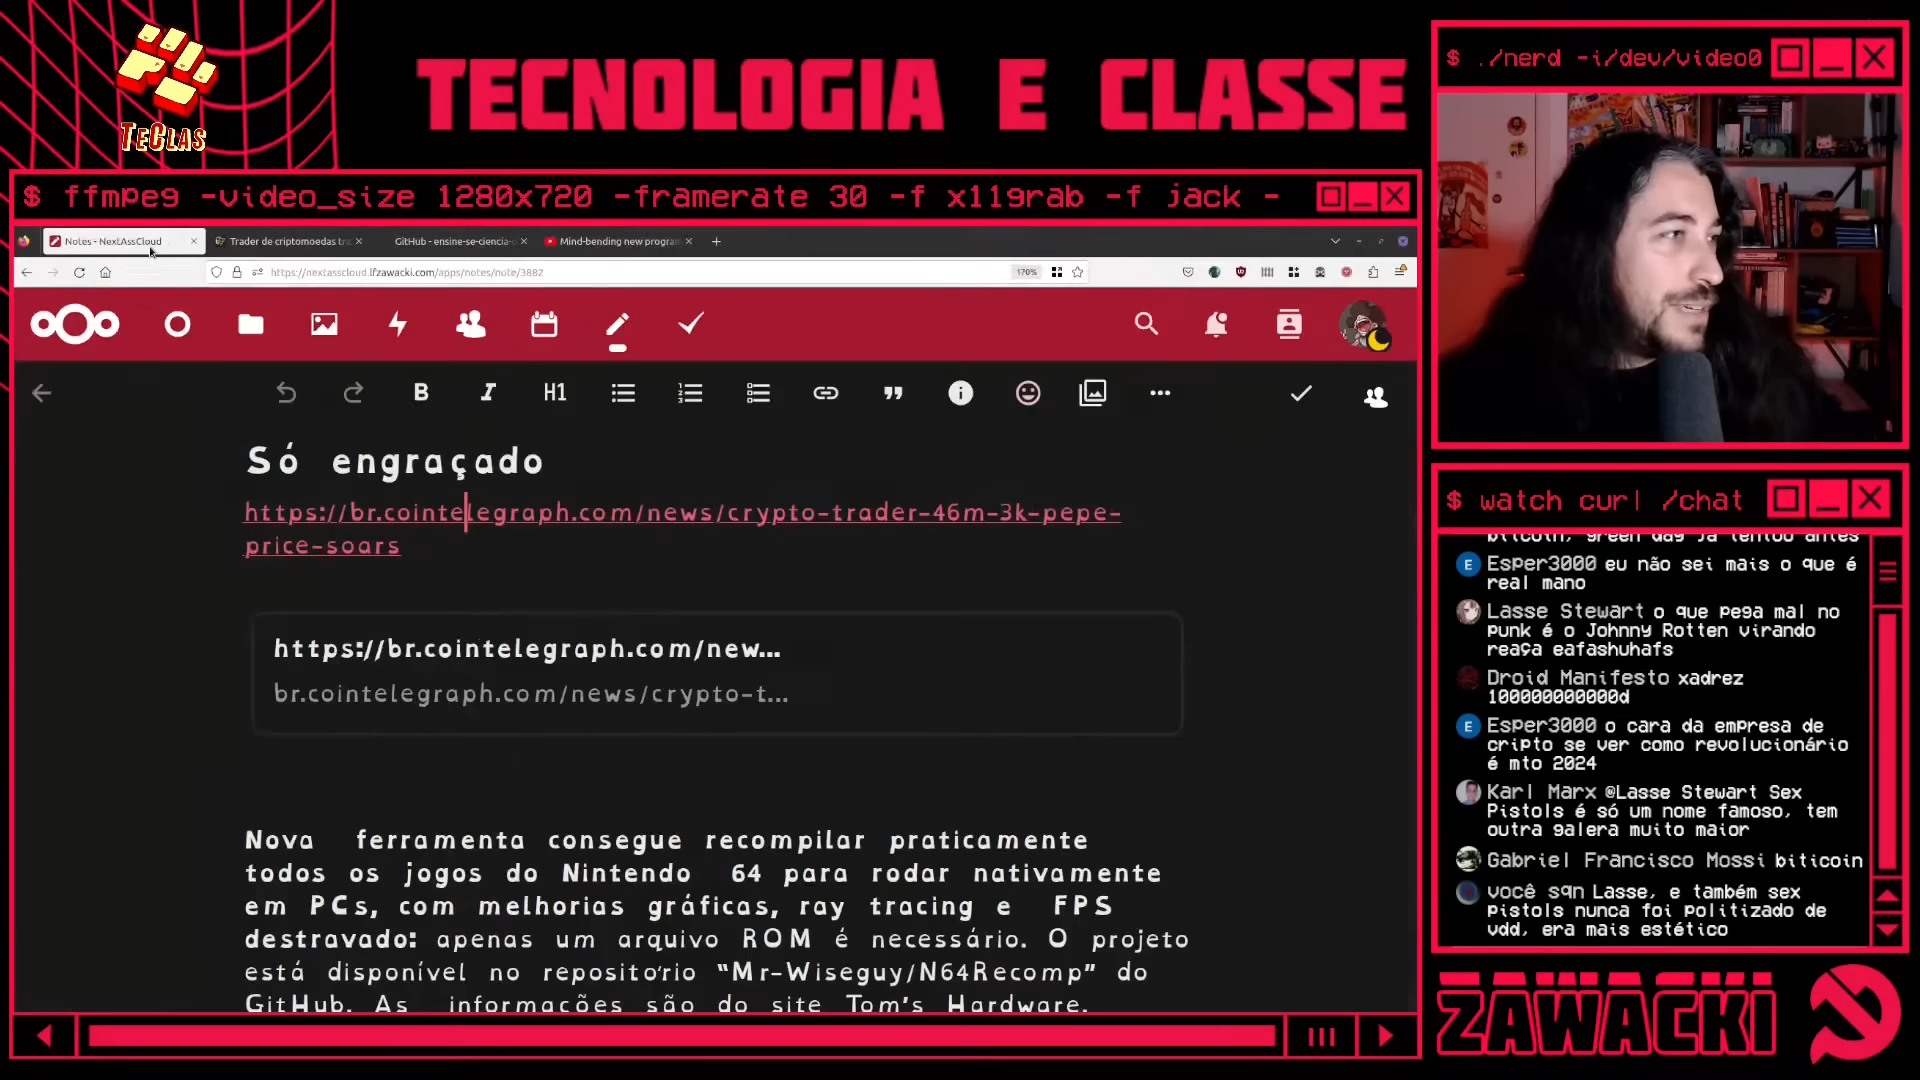 TECLAS
TECNOLOGIA E CLASSE
$ ./nerd -i/dev/video0
$ ffmpeg -video_size 1280x720 -framerate 30 -f x11grab -f jack -
Notes - NextAssCloud
Trader de criptomoedas tr
GitHub - ensine-se-ciencia-
Mind-bending new program
https://nextasscloud.lfzawacki.com/apps/notes/note/3882
170%
B I H1
Só engraçado
https://br.cointelegraph.com/news/crypto-trader-46m-3k-pepe-
price-soars
https://br.cointelegraph.com/new...
br.cointelegraph.com/news/crypto-t...
Nova ferramenta consegue recompilar praticamente
todos os jogos do Nintendo 64 para rodar nativamente
em PCs, com melhorias gráficas, ray tracing e FPS
destravado: apenas um arquivo ROM é necessário. O projeto
está disponível no repositório “Mr-Wiseguy/N64Recomp” do
GitHub. As informações são do site Tom's Hardware.
$ watch curl /chat
bitcoin, green day já tentou antes
E Esper3000 eu não sei mais o que é
real mano
Lasse Stewart o que pega mal no
punk é o Johnny Rotten virando
reaça eafashuhafs
Droid Manifesto xadrez
100000000000d
E Esper3000 o cara da empresa de
cripto se ver como revolucionário
é mto 2024
Karl Marx @Lasse Stewart Sex
Pistols é só um nome famoso, tem
outra galera muito maior
Gabriel Francisco Mossi biticoin
você sqn Lasse, e também sex
pistols nunca foi politizado de
vdd, era mais estético
ZAWACKI